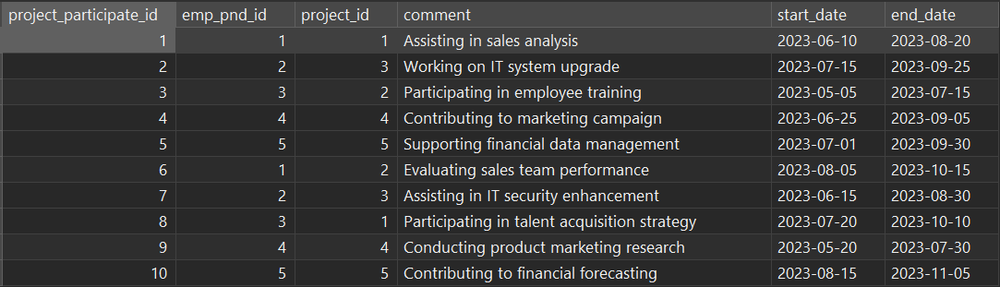 project_participate_id emp_pnd_id project_id comment start_date end_date
1 1 1 Assisting in sales analysis 2023-06-10 2023-08-20
2 2 3 Working on IT system upgrade 2023-07-15 2023-09-25
3 3 2 Participating in employee training 2023-05-05 2023-07-15
4 4 4 Contributing to marketing campaign 2023-06-25 2023-09-05
5 5 5 Supporting financial data management 2023-07-01 2023-09-30
6 1 2 Evaluating sales team performance 2023-08-05 2023-10-15
7 2 3 Assisting in IT security enhancement 2023-06-15 2023-08-30
8 3 1 Participating in talent acquisition strategy 2023-07-20 2023-10-10
9 4 4 Conducting product marketing research 2023-05-20 2023-07-30
10 5 5 Contributing to financial forecasting 2023-08-15 2023-11-05